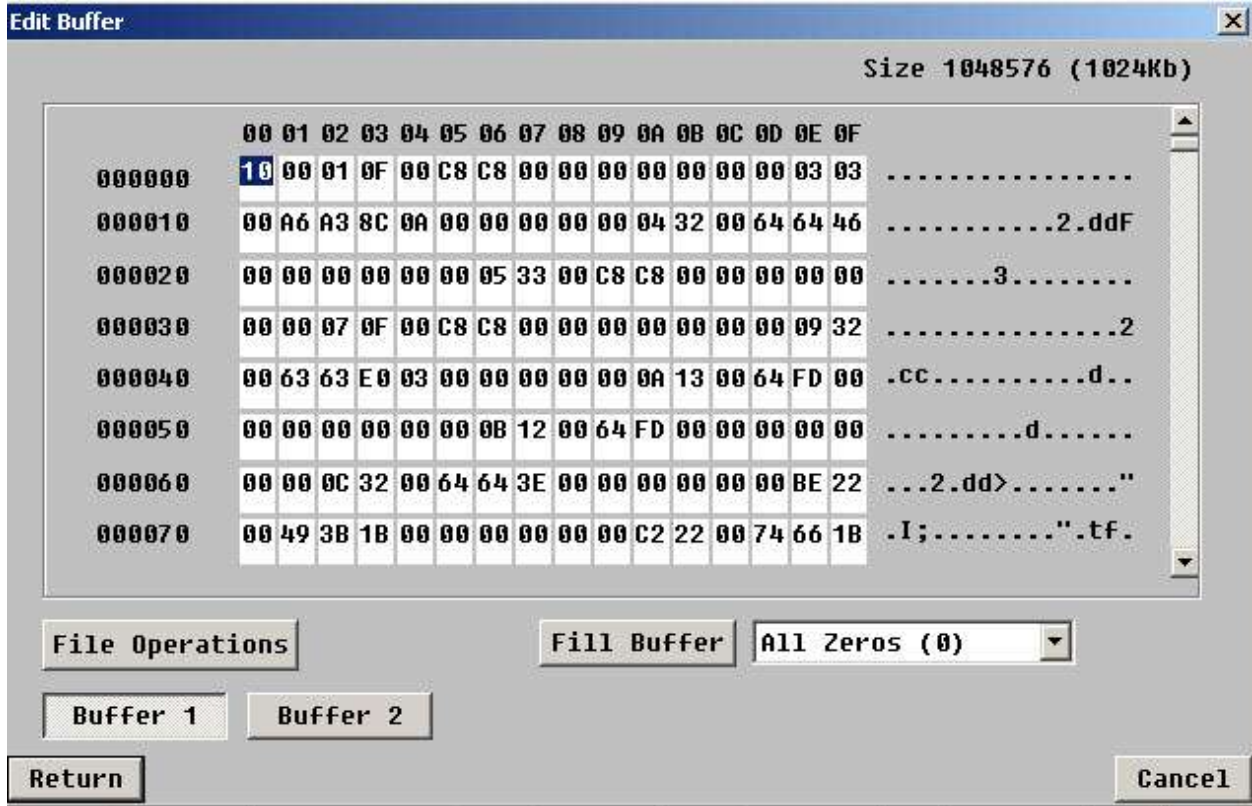 Edit Buffer
Size 1048576 (1024Kb)
00 01 02 03 04 05 06 07 08 09 0A 0B 0C 0D 0E 0F
000000 10 00 01 0F 00 C8 C8 00 00 00 00 00 00 00 03 03 ................
000010 00 A6 A3 8C 0A 00 00 00 00 00 04 32 00 64 64 46 ...........2.ddF
000020 00 00 00 00 00 00 05 33 00 C8 C8 00 00 00 00 00 .......3........
000030 00 00 07 0F 00 C8 C8 00 00 00 00 00 00 00 09 32 ...............2
000040 00 63 63 E0 03 00 00 00 00 00 0A 13 00 64 FD 00 .cc..........d..
000050 00 00 00 00 00 00 0B 12 00 64 FD 00 00 00 00 00 .........d......
000060 00 00 0C 32 00 64 64 3E 00 00 00 00 00 00 BE 22 ...2.dd>......."
000070 00 49 3B 1B 00 00 00 00 00 00 C2 22 00 74 66 1B .I;........".tf.
File Operations Fill Buffer All Zeros (0)
Buffer 1 Buffer 2
Return Cancel